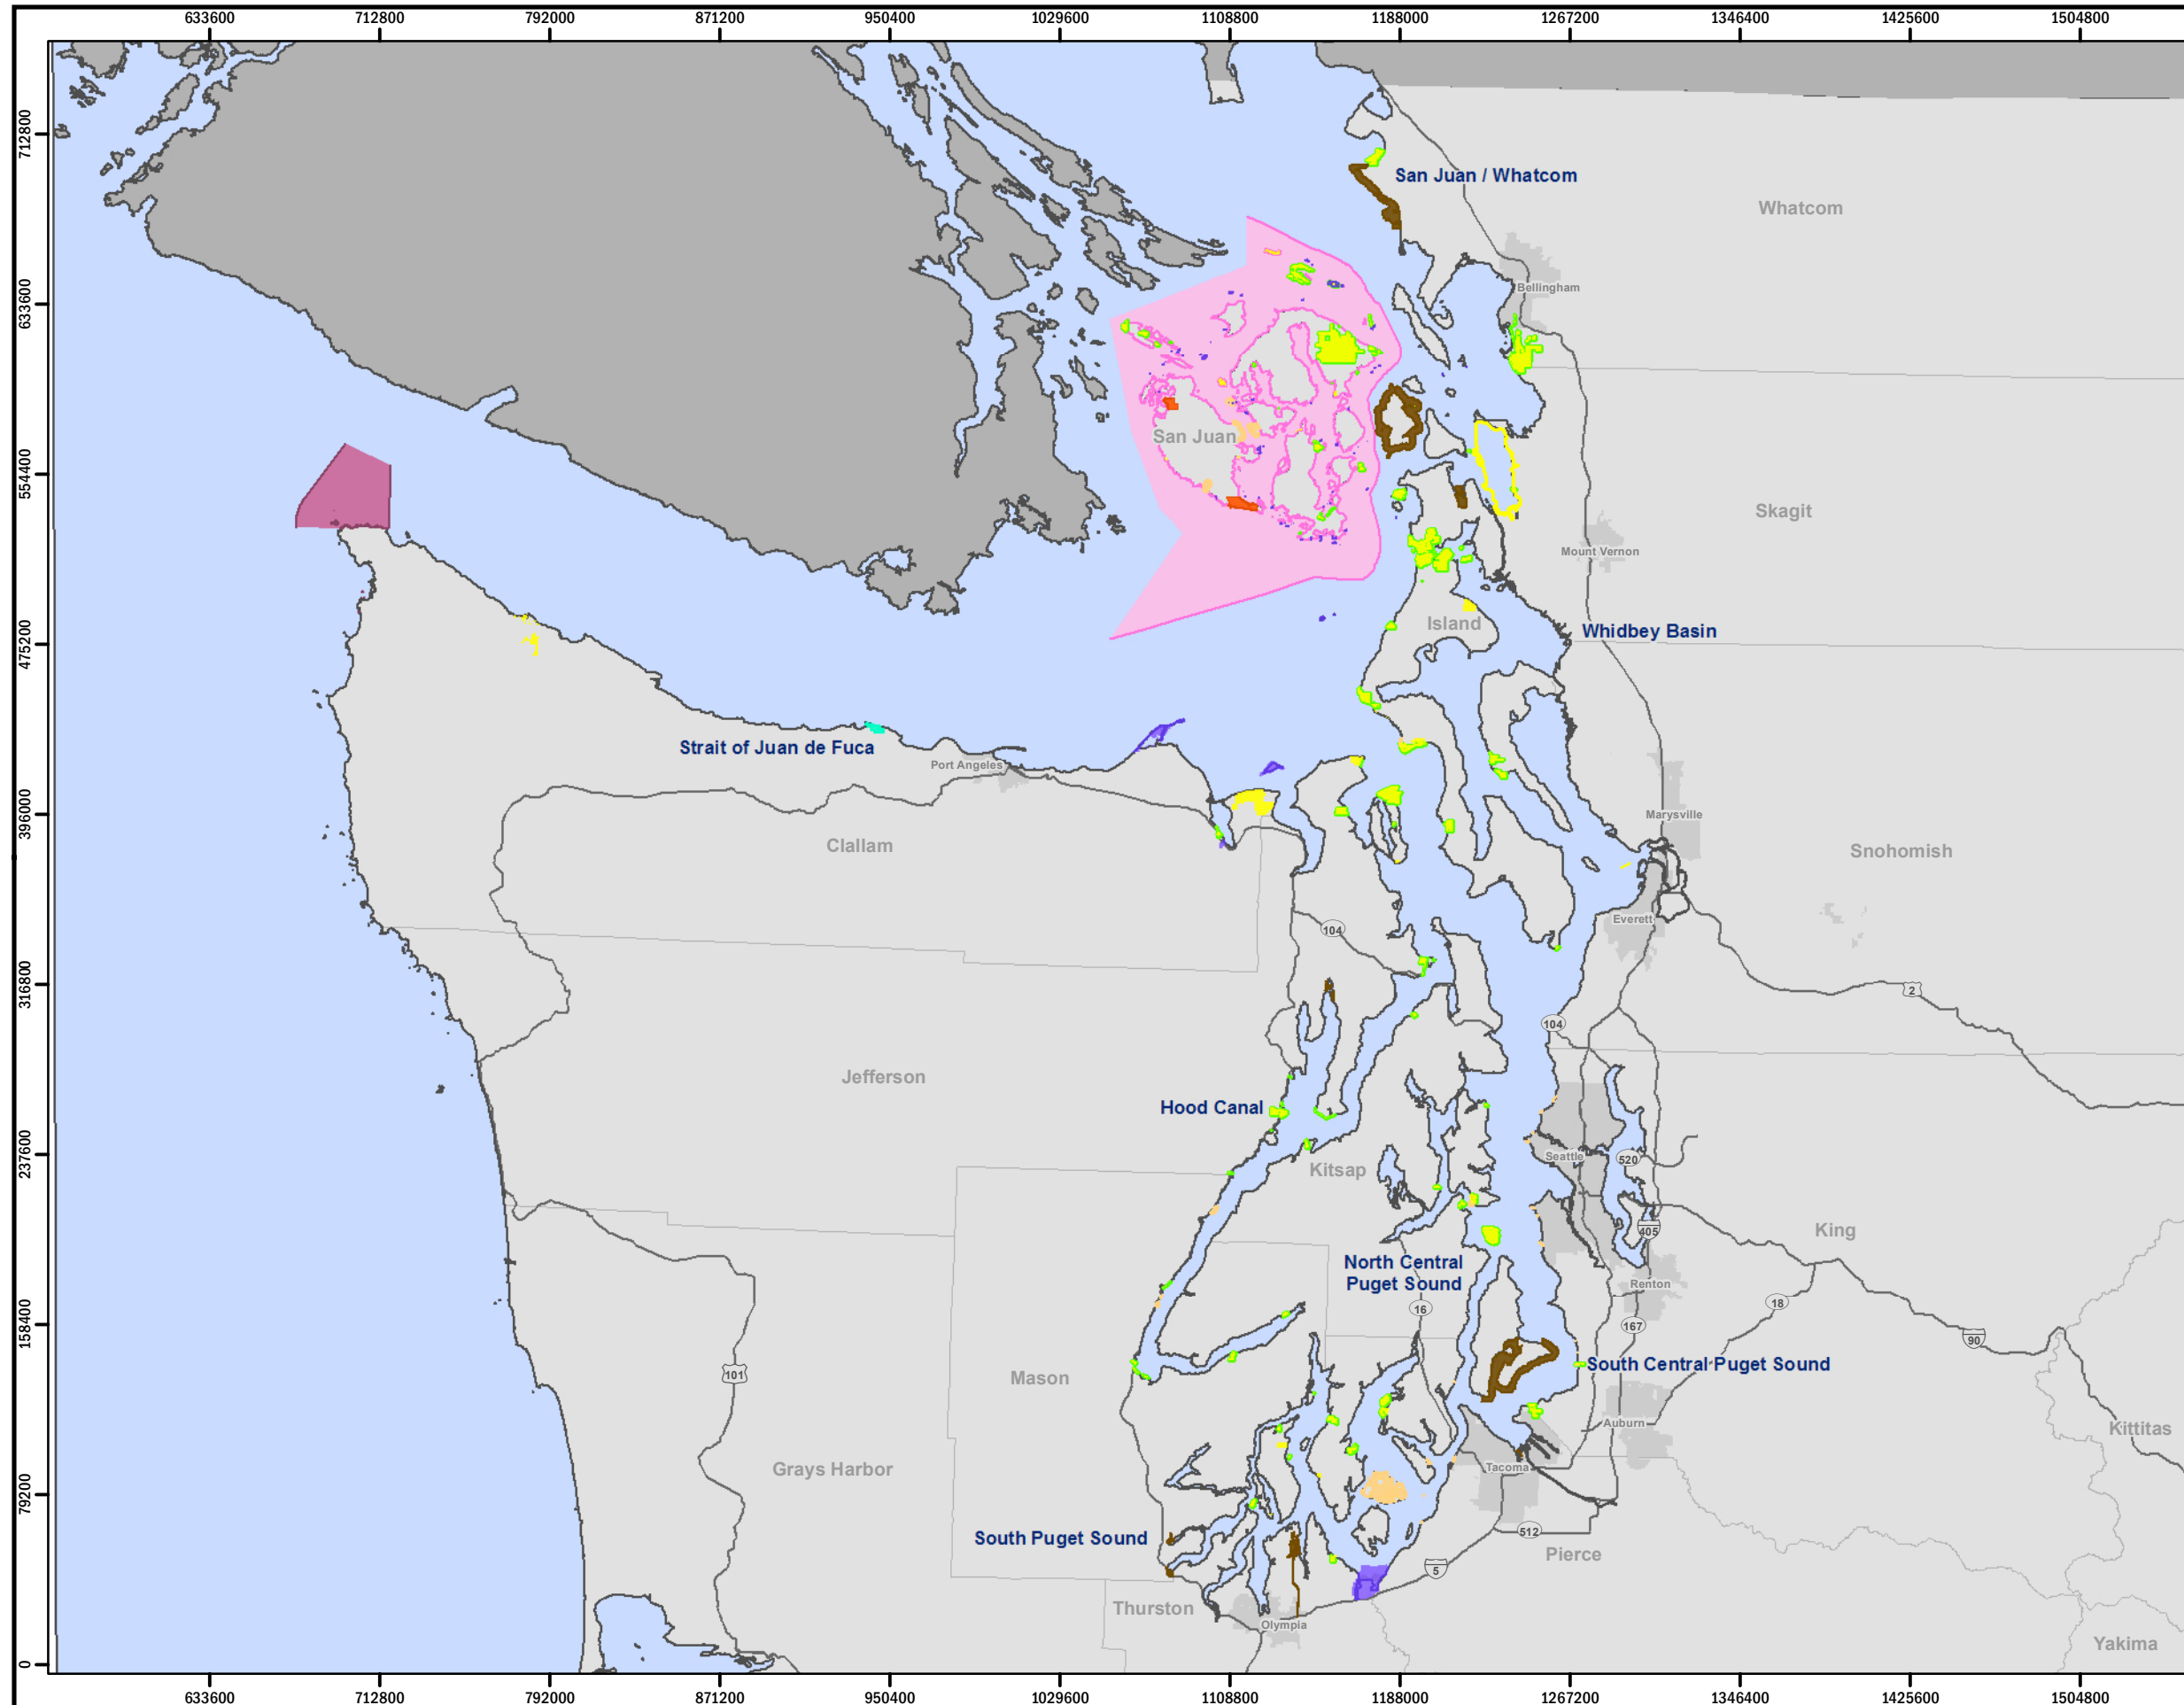 633600 712800 792000 871200 950400 1029600 1108800 1188000 1267200 1346400 1425600 1504800
712800
San Juan / Whatcom
Whatcom
Bellingham
633600
San Juan
554400
Skagit
Mount Vernon
Island
Whidbey Basin
475200
Strait of Juan de Fuca
Port Angeles
396000
Marysville
Clallam
Snohomish
Everett
104
316800
2
104
Jefferson
Hood Canal
237600
Seattle
520
Kitsap
King
405
North Central
Puget Sound
Renton
16
18
158400
167
90
South Central Puget Sound
101
Mason
Auburn
Kittitas
Grays Harbor
Tacoma
79200
512
South Puget Sound
Pierce
5
Thurston
Olympia
Yakima
0
633600 712800 792000 871200 950400 1029600 1108800 1188000 1267200 1346400 1425600 1504800